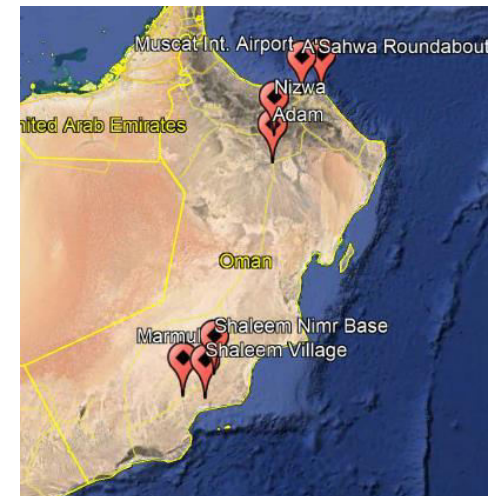 Muscat Int. Airport
A'Sahwa Roundabout
Nizwa
Adam
nited Arab Emirates
Oman
Shaleem Nimr Base
Marmul
Shaleem Village